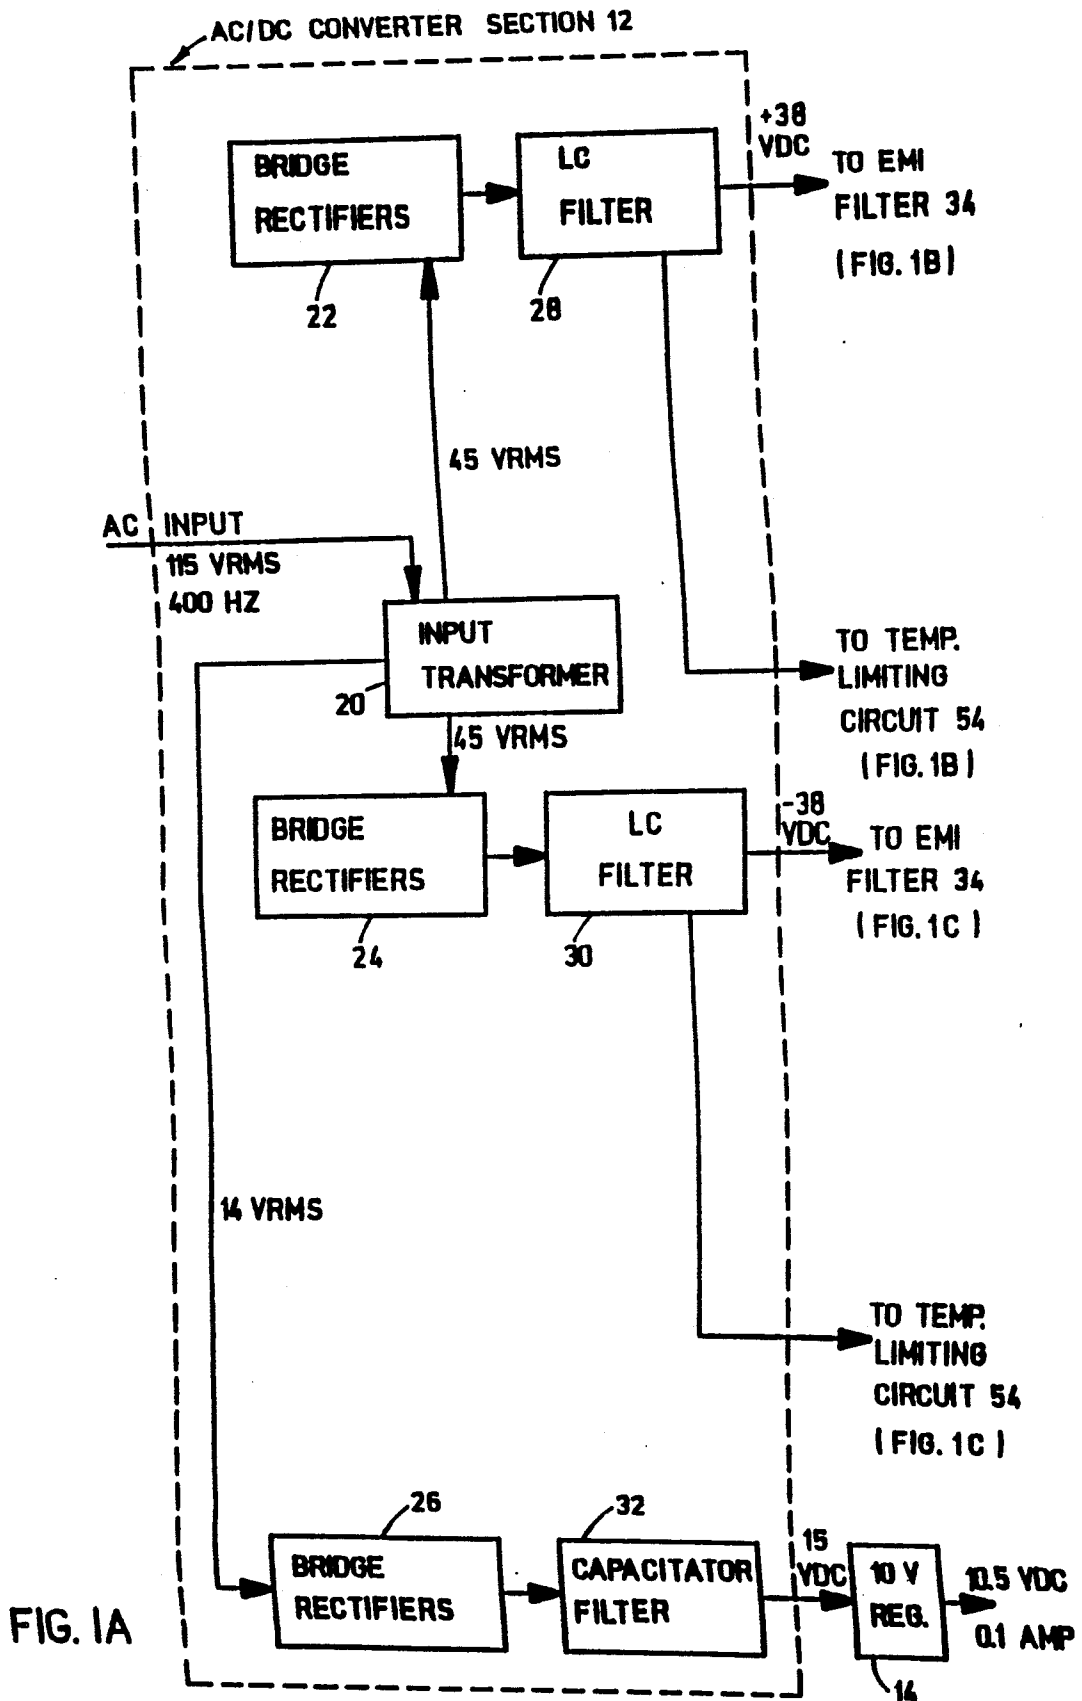 AC/DC CONVERTER SECTION 12
BRIDGE
RECTIFIERS
22
LC
FILTER
28
+38
VDC
TO EMI
FILTER 34
(FIG. 1B)
45 VRMS
AC INPUT
115 VRMS
400 HZ
INPUT
TRANSFORMER
20
45 VRMS
TO TEMP.
LIMITING
CIRCUIT 54
(FIG. 1B)
BRIDGE
RECTIFIERS
24
LC
FILTER
30
-38
VDC
TO EMI
FILTER 34
(FIG. 1C)
14 VRMS
TO TEMP.
LIMITING
CIRCUIT 54
(FIG. 1C)
26
BRIDGE
RECTIFIERS
32
CAPACITATOR
FILTER
15
VDC
10 V
REG.
14
10.5 VDC
0.1 AMP
FIG. 1A